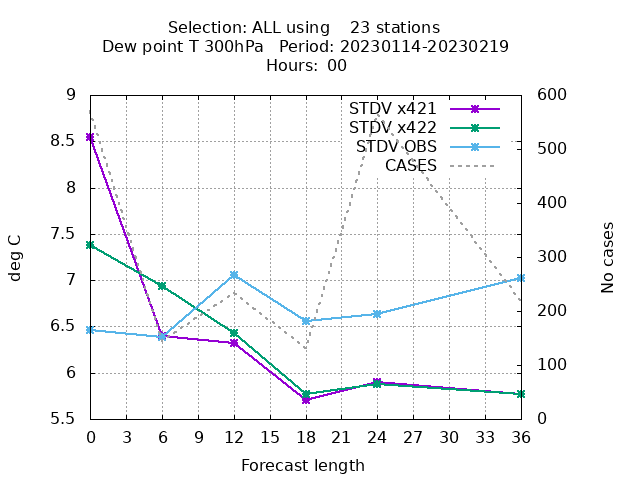 Selection: ALL using    23 stations
Dew point T 300hPa   Period: 20230114-20230219
Hours:  00
STDV x421
STDV x422
STDV OBS
CASES
deg C
9
8.5
8
7.5
7
6.5
6
5.5
600
500
400
300
200
100
0
No cases
0 3 6 9 12 15 18 21 24 27 30 33 36
Forecast length